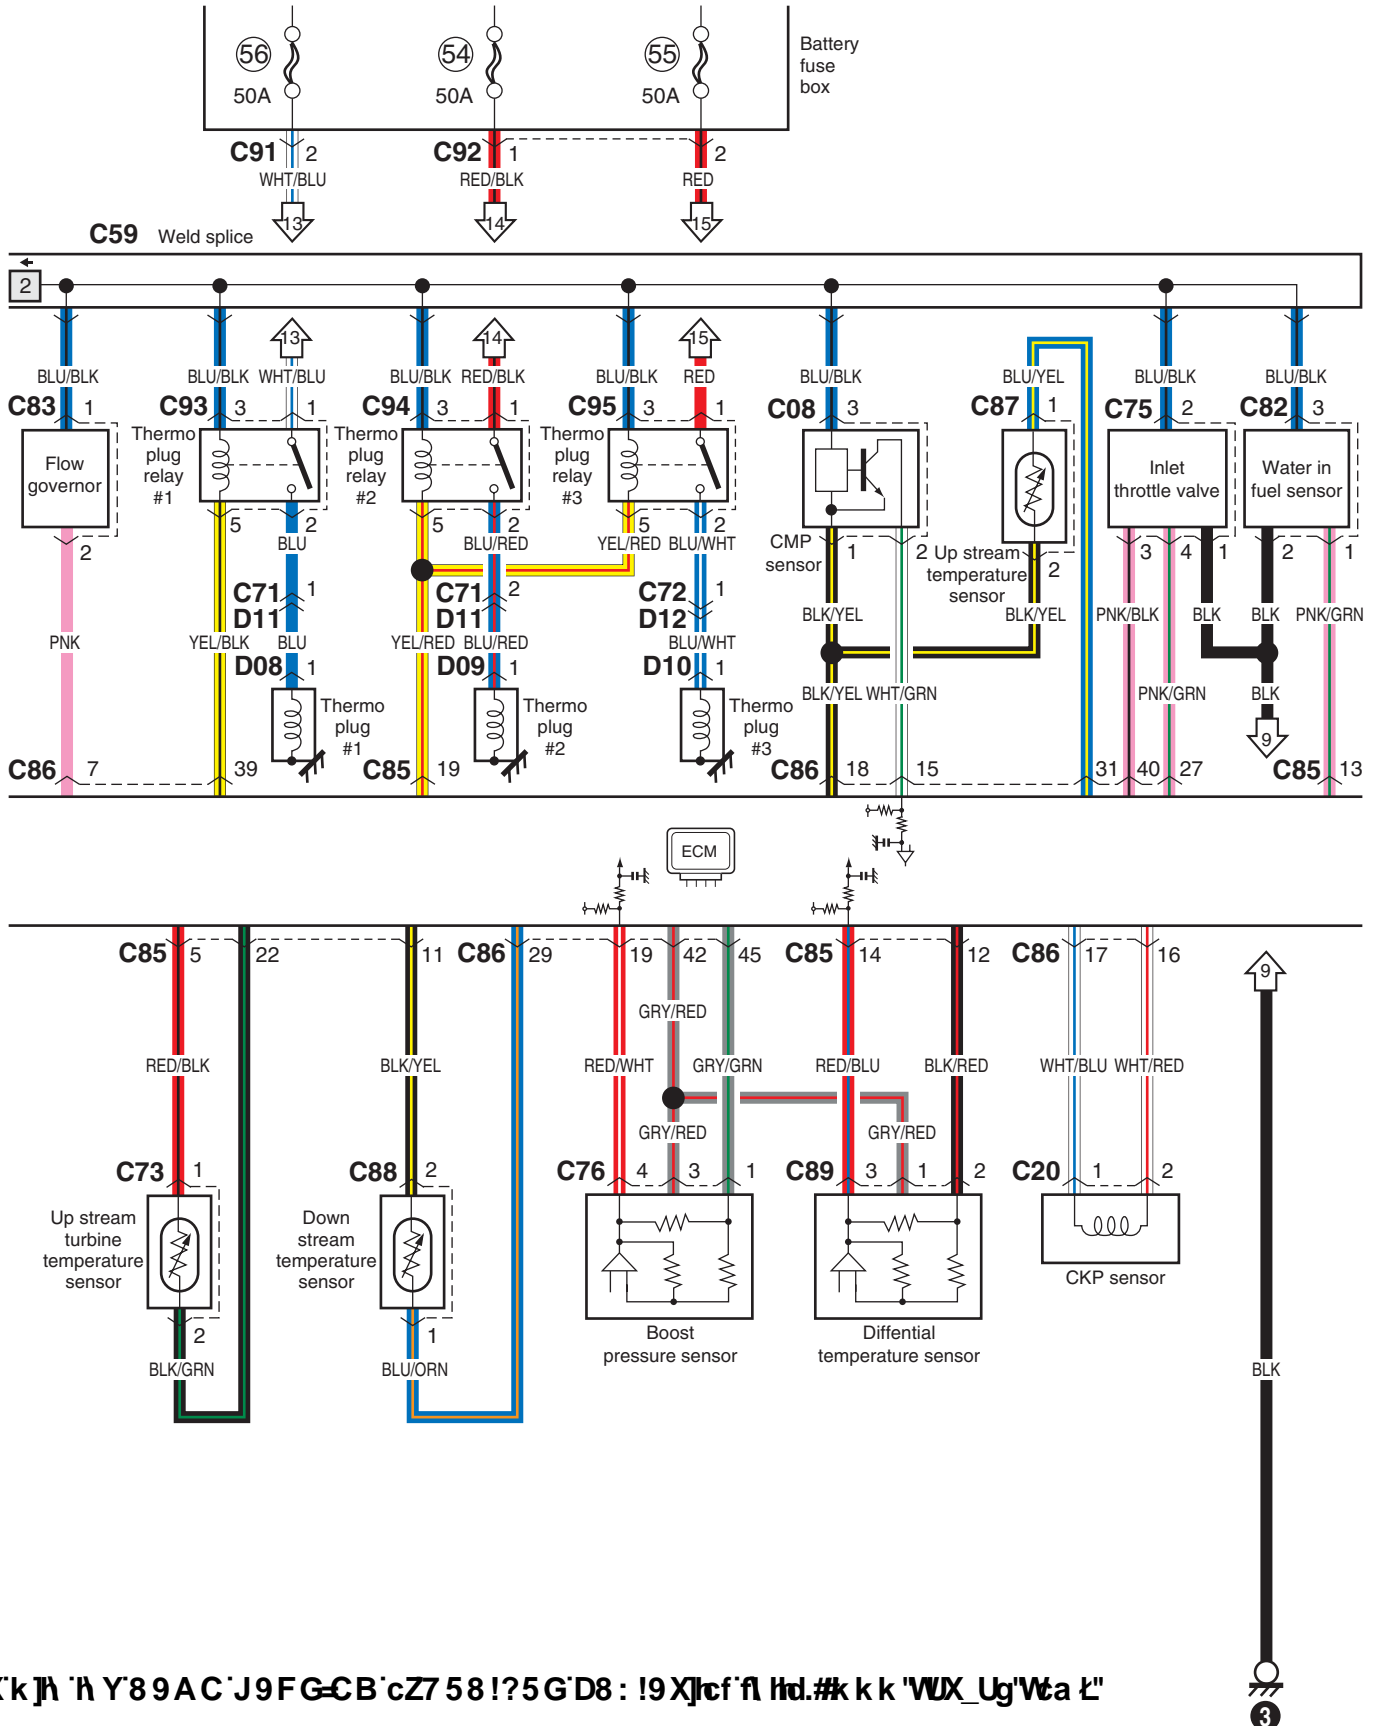 56 54 55
50A 50A 50A
Battery
fuse
box
C91 2 C92 1 2
WHT/BLU RED/BLK RED
13 14 15
C59 Weld splice
2
13 14 15
BLU/BLK BLU/BLK WHT/BLU BLU/BLK RED/BLK BLU/BLK RED BLU/BLK BLU/YEL BLU/BLK BLU/BLK
C83 1 C93 3 1 C94 3 1 C95 3 1 C08 3 C87 1 C75 2 C82 3
Flow
governor
Thermo
plug
relay
#1
Thermo
plug
relay
#2
Thermo
plug
relay
#3
Inlet
throttle valve
Water in
fuel sensor
2 5 2 5 2 5 2 1 2 2 3 4 1 2 1
BLU BLU/RED YEL/RED BLU/WHT
CMP
sensor
Up stream
temperature
sensor
C71 1 C71 2 C72 1
D11 D11 D12
BLK/YEL BLK/YEL PNK/BLK BLK BLK PNK/GRN
PNK YEL/BLK BLU YEL/RED BLU/RED BLU/WHT
D08 1 D09 1 D10 1
BLK/YEL WHT/GRN PNK/GRN BLK
Thermo
plug
#1
Thermo
plug
#2
Thermo
plug
#3
9
C86 7 39 C85 19 C86 18 15 31 40 27 C85 13
ECM
C85 5 22 11 C86 29 19 42 45 C85 14 12 C86 17 16
9
GRY/RED
RED/BLK BLK/YEL RED/WHT GRY/GRN RED/BLU BLK/RED WHT/BLU WHT/RED
GRY/RED GRY/RED
C73 1 C88 2 C76 4 3 1 C89 3 1 2 C20 1 2
Up stream
turbine
temperature
sensor
Down
stream
temperature
sensor
CKP sensor
2 1
Boost
pressure sensor
Diffential
temperature sensor
BLK/GRN BLU/ORN BLK
3